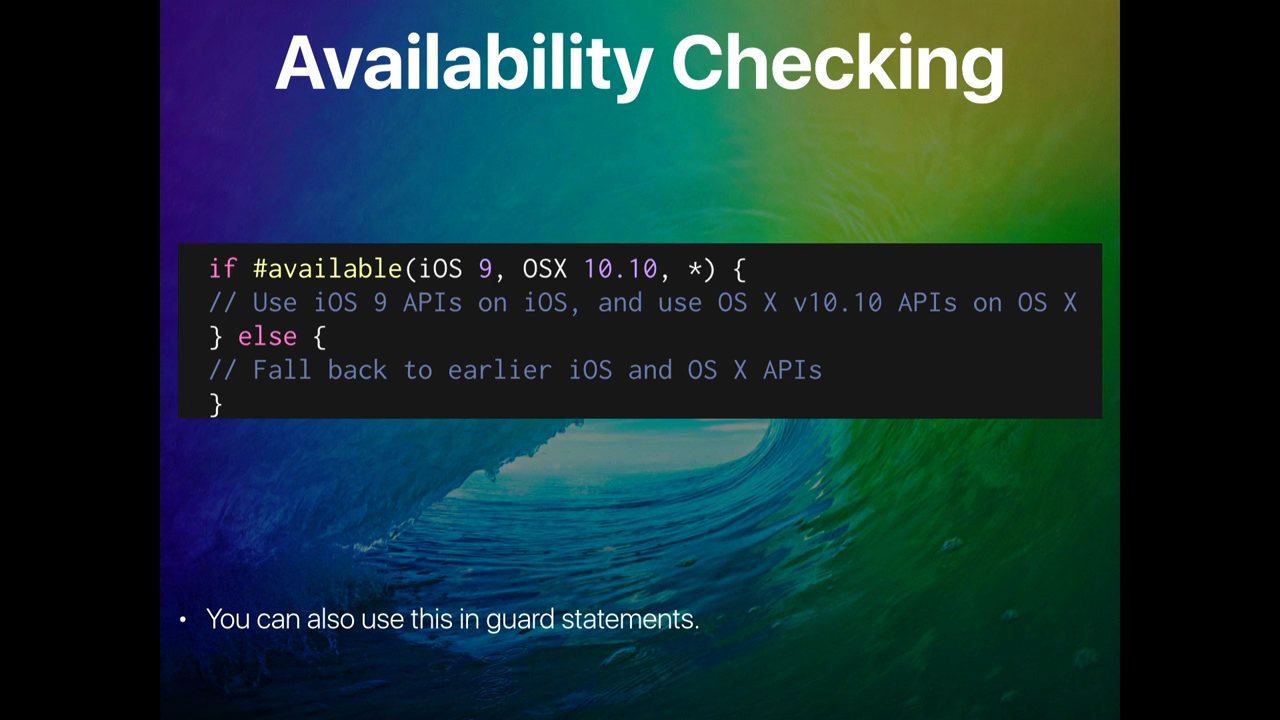 Availability Checking
if #available(iOS 9, OSX 10.10, *) {
// Use iOS 9 APIs on iOS, and use OS X v10.10 APIs on OS X
} else {
// Fall back to earlier iOS and OS X APIs
}
• You can also use this in guard statements.